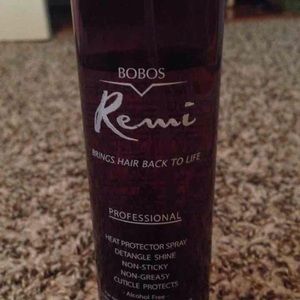 BOBOS
Remi
BRINGS HAIR BACK TO LIFE
PROFESSIONAL
HEAT PROTECTOR SPRAY
DETANGLE SHINE
NON-STICKY
NON-GREASY
CUTICLE PROTECTS
Alcohol Free